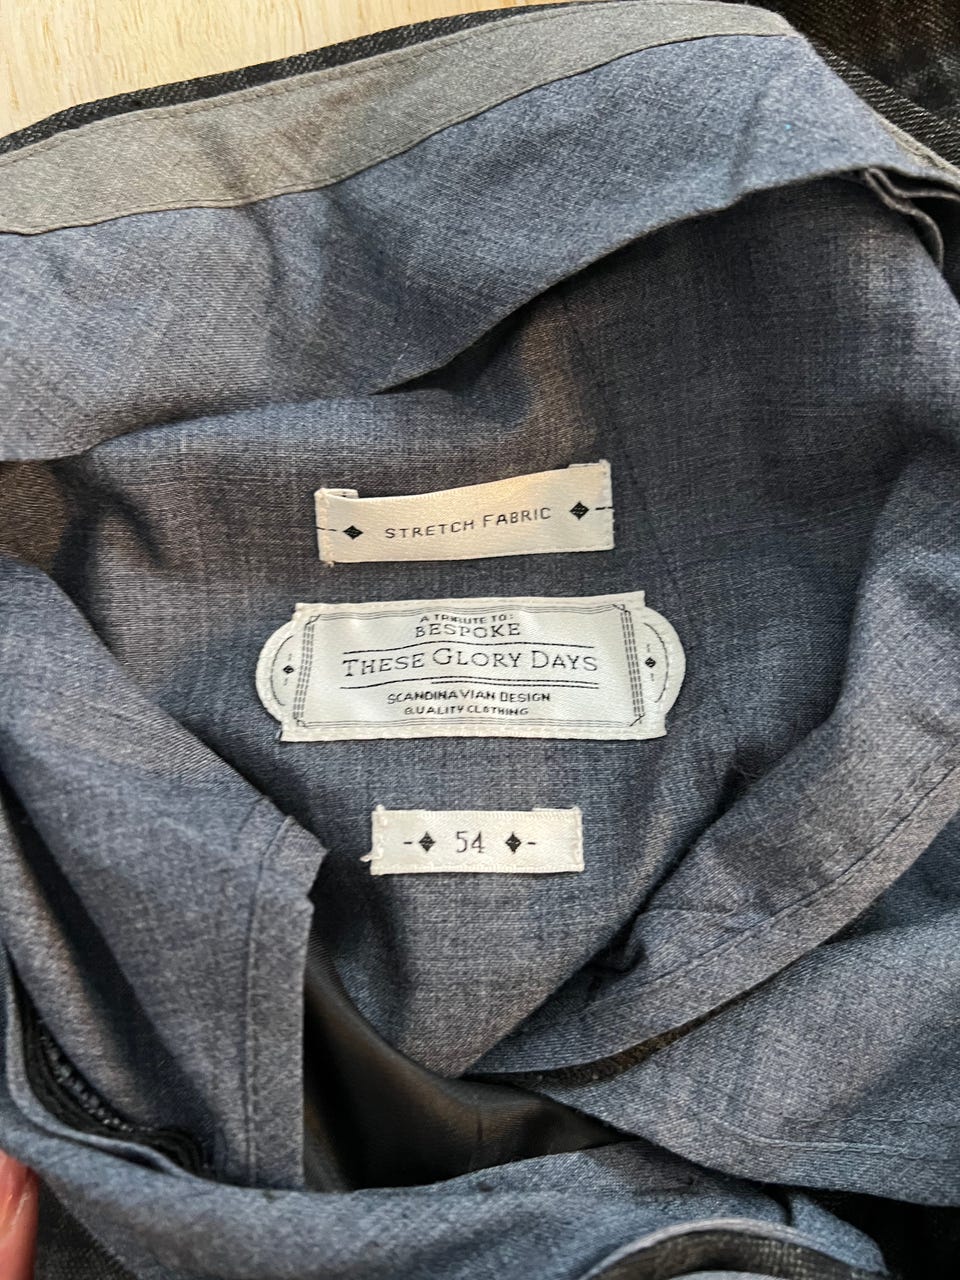 STRETCH FABRIC
A TRIBUTE TO:
BESPOKE
THESE GLORY DAYS
SCANDINAVIAN DESIGN
QUALITY CLOTHING
54